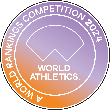 A WORLD RANKINGS COMPETITION 2024
WORLD
ATHLETICS.